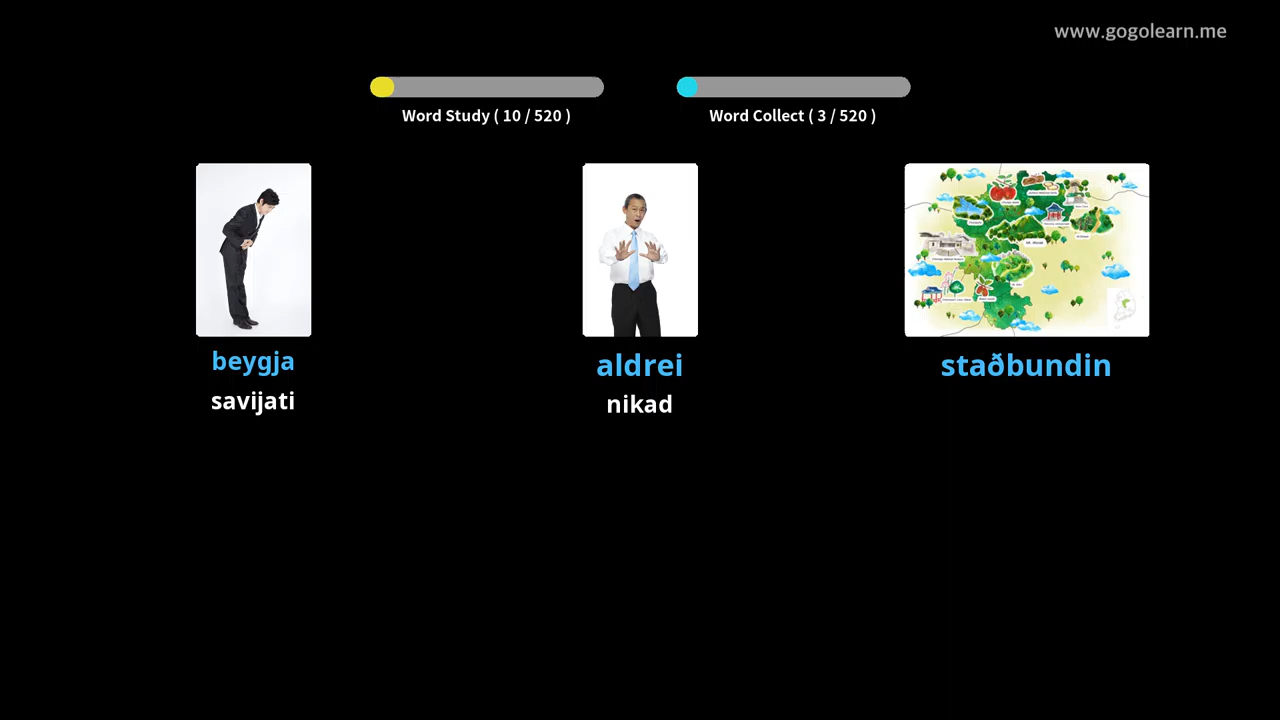 www.gogolearn.me
Word Study ( 10 / 520 )
Word Collect ( 3 / 520 )
beygja
savijati
aldrei
nikad
staðbundin